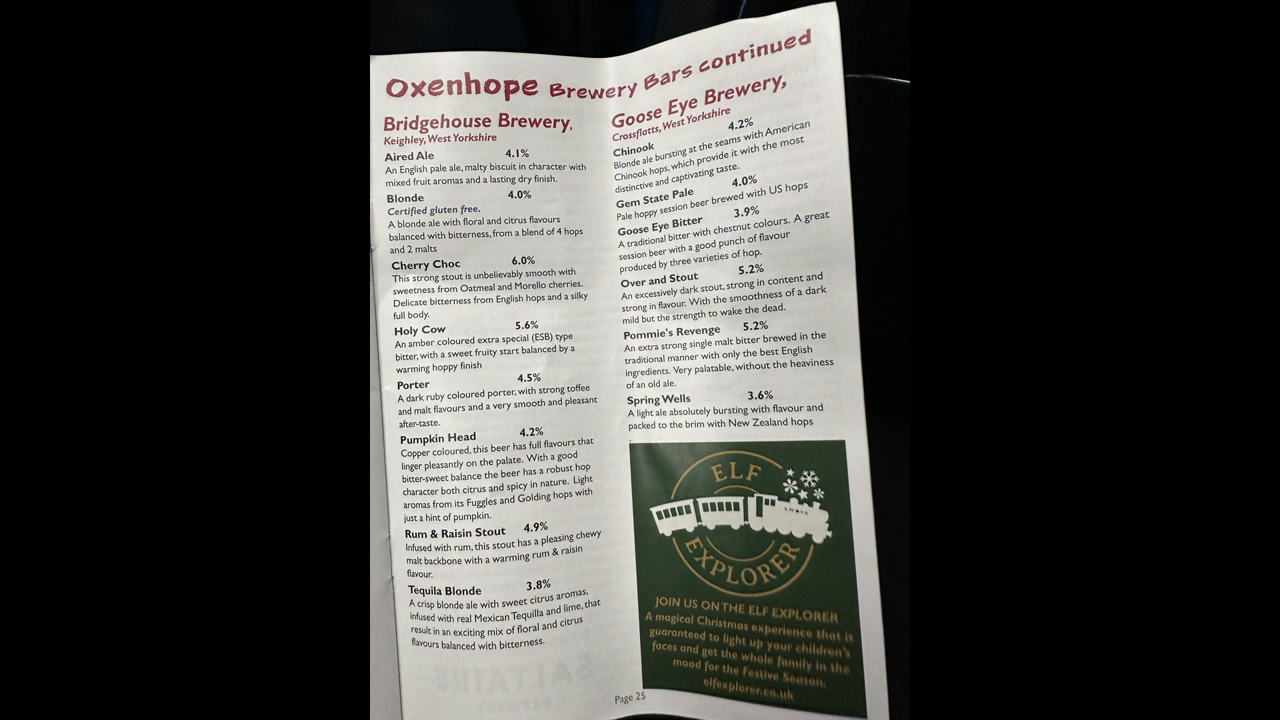 Oxenhope Brewery Bars continued
Bridgehouse Brewery,
Keighley, West Yorkshire
Aired Ale 4.1%
An English pale ale, malty biscuit in character with
mixed fruit aromas and a lasting dry finish.
Blonde 4.0%
Certified gluten free.
A blonde ale with floral and citrus flavours
balanced with bitterness, from a blend of 4 hops
and 2 malts
Cherry Choc 6.0%
This strong stout is unbelievably smooth with
sweetness from Oatmeal and Morello cherries.
Delicate bitterness from English hops and a silky
full body.
Holy Cow 5.6%
An amber coloured extra special (ESB) type
bitter, with a sweet fruity start balanced by a
warming hoppy finish
Porter 4.5%
A dark ruby coloured porter, with strong toffee
and malt flavours and a very smooth and pleasant
after-taste.
Pumpkin Head 4.2%
Copper coloured, this beer has full flavours that
linger pleasantly on the palate. With a good
bitter-sweet balance the beer has a robust hop
character both citrus and spicy in nature. Light
aromas from its Fuggles and Golding hops with
just a hint of pumpkin.
Rum & Raisin Stout 4.9%
Infused with rum, this stout has a pleasing chewy
malt backbone with a warming rum & raisin
flavour.
Tequila Blonde 3.8%
A crisp blonde ale with sweet citrus aromas,
infused with real Mexican Tequila and lime, that
result in an exciting mix of floral and citrus
flavours balanced with bitterness.
Goose Eye Brewery,
Crossflatts, West Yorkshire
Chinook 4.2%
Blonde ale bursting at the seams with American
Chinook hops, which provide it with the most
distinctive and captivating taste.
Gem State Pale 4.0%
Pale hoppy session beer brewed with US hops
Goose Eye Bitter 3.9%
A traditional bitter with chestnut colours. A great
session beer with a good punch of flavour
produced by three varieties of hop.
Over and Stout 5.2%
An excessively dark stout, strong in content and
strong in flavour. With the smoothness of a dark
mild but the strength to wake the dead.
Pommie's Revenge 5.2%
An extra strong single malt bitter brewed in the
traditional manner with only the best English
ingredients. Very palatable, without the heaviness
of an old ale.
Spring Wells 3.6%
A light ale absolutely bursting with flavour and
packed to the brim with New Zealand hops
ELF
EXPLORER
JOIN US ON THE ELF EXPLORER
A magical Christmas experience that is
guaranteed to light up your children's
faces and get the whole family in the
mood for the Festive Season.
elfexplorer.co.uk
Page 25